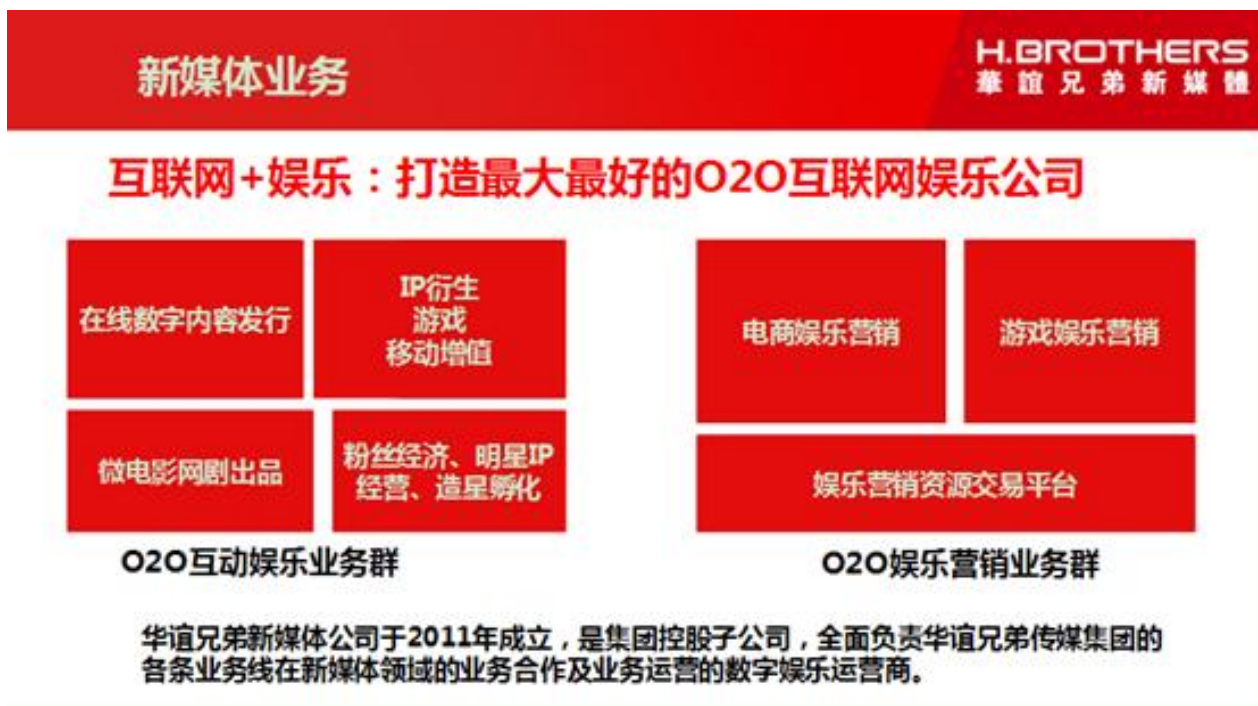 新媒体业务
H.BROTHERS
華誼兄弟新媒體
互联网+娱乐：打造最大最好的O2O互联网娱乐公司
在线数字内容发行
IP衍生
游戏
移动增值
微电影网剧出品
粉丝经济、明星IP
经营、造星孵化
O2O互动娱乐业务群
电商娱乐营销
游戏娱乐营销
娱乐营销资源交易平台
O2O娱乐营销业务群
华谊兄弟新媒体公司于2011年成立，是集团控股子公司，全面负责华谊兄弟传媒集团的
各条业务线在新媒体领域的业务合作及业务运营的数字娱乐运营商。